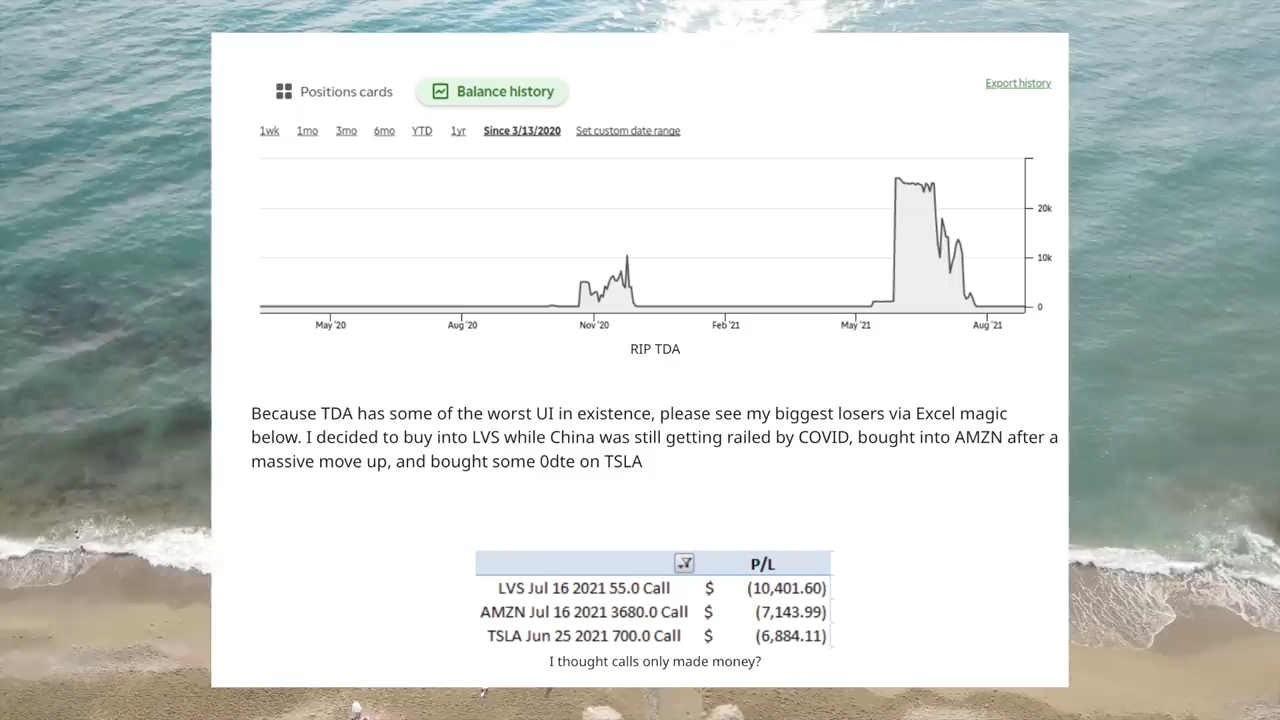 Positions cards
Balance history
Export history
1wk 1mo 3mo 6mo YTD 1yr Since 3/13/2020 Set custom date range
20k
10k
0
May '20 Aug '20 Nov '20 Feb '21 May '21 Aug '21
RIP TDA
Because TDA has some of the worst UI in existence, please see my biggest losers via Excel magic
below. I decided to buy into LVS while China was still getting railed by COVID, bought into AMZN after a
massive move up, and bought some 0dte on TSLA
P/L
LVS Jul 16 2021 55.0 Call $ (10,401.60)
AMZN Jul 16 2021 3680.0 Call $ (7,143.99)
TSLA Jun 25 2021 700.0 Call $ (6,884.11)
I thought calls only made money?